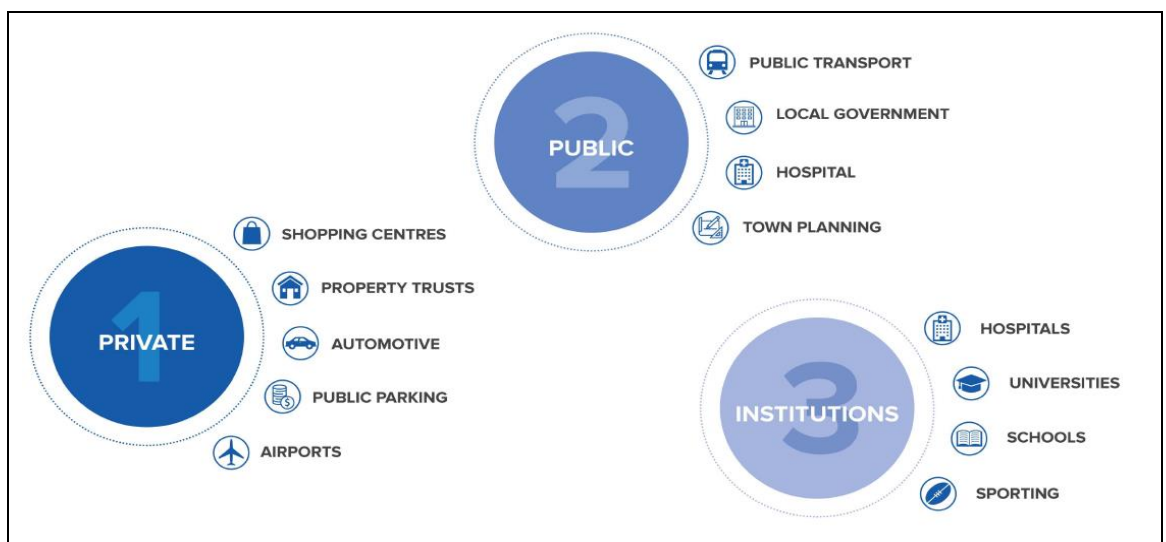 1
PRIVATE
SHOPPING CENTRES
PROPERTY TRUSTS
AUTOMOTIVE
PUBLIC PARKING
AIRPORTS
2
PUBLIC
PUBLIC TRANSPORT
LOCAL GOVERNMENT
HOSPITAL
TOWN PLANNING
3
INSTITUTIONS
HOSPITALS
UNIVERSITIES
SCHOOLS
SPORTING